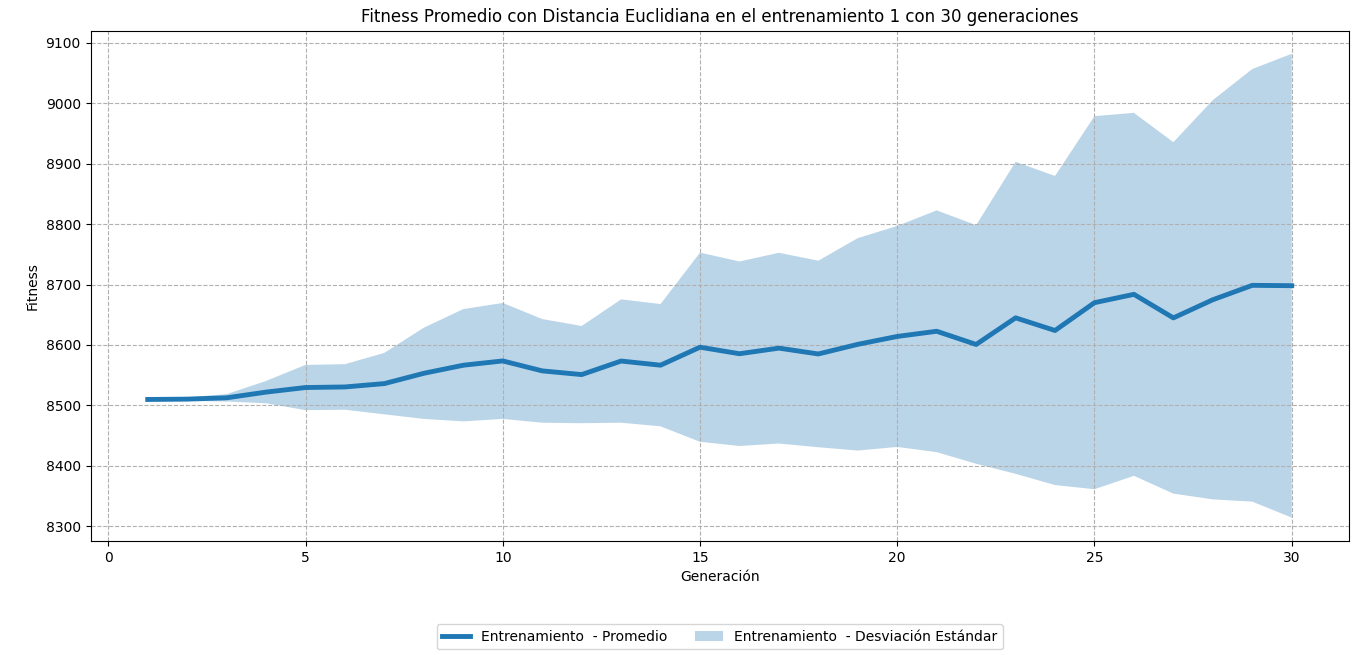 Fitness Promedio con Distancia Euclidiana en el entrenamiento 1 con 30 generaciones
9100
9000
8900
8800
8700
8600
8500
8400
8300
Fitness
0 5 10 15 20 25 30
Generación
Entrenamiento - Promedio Entrenamiento - Desviación Estándar